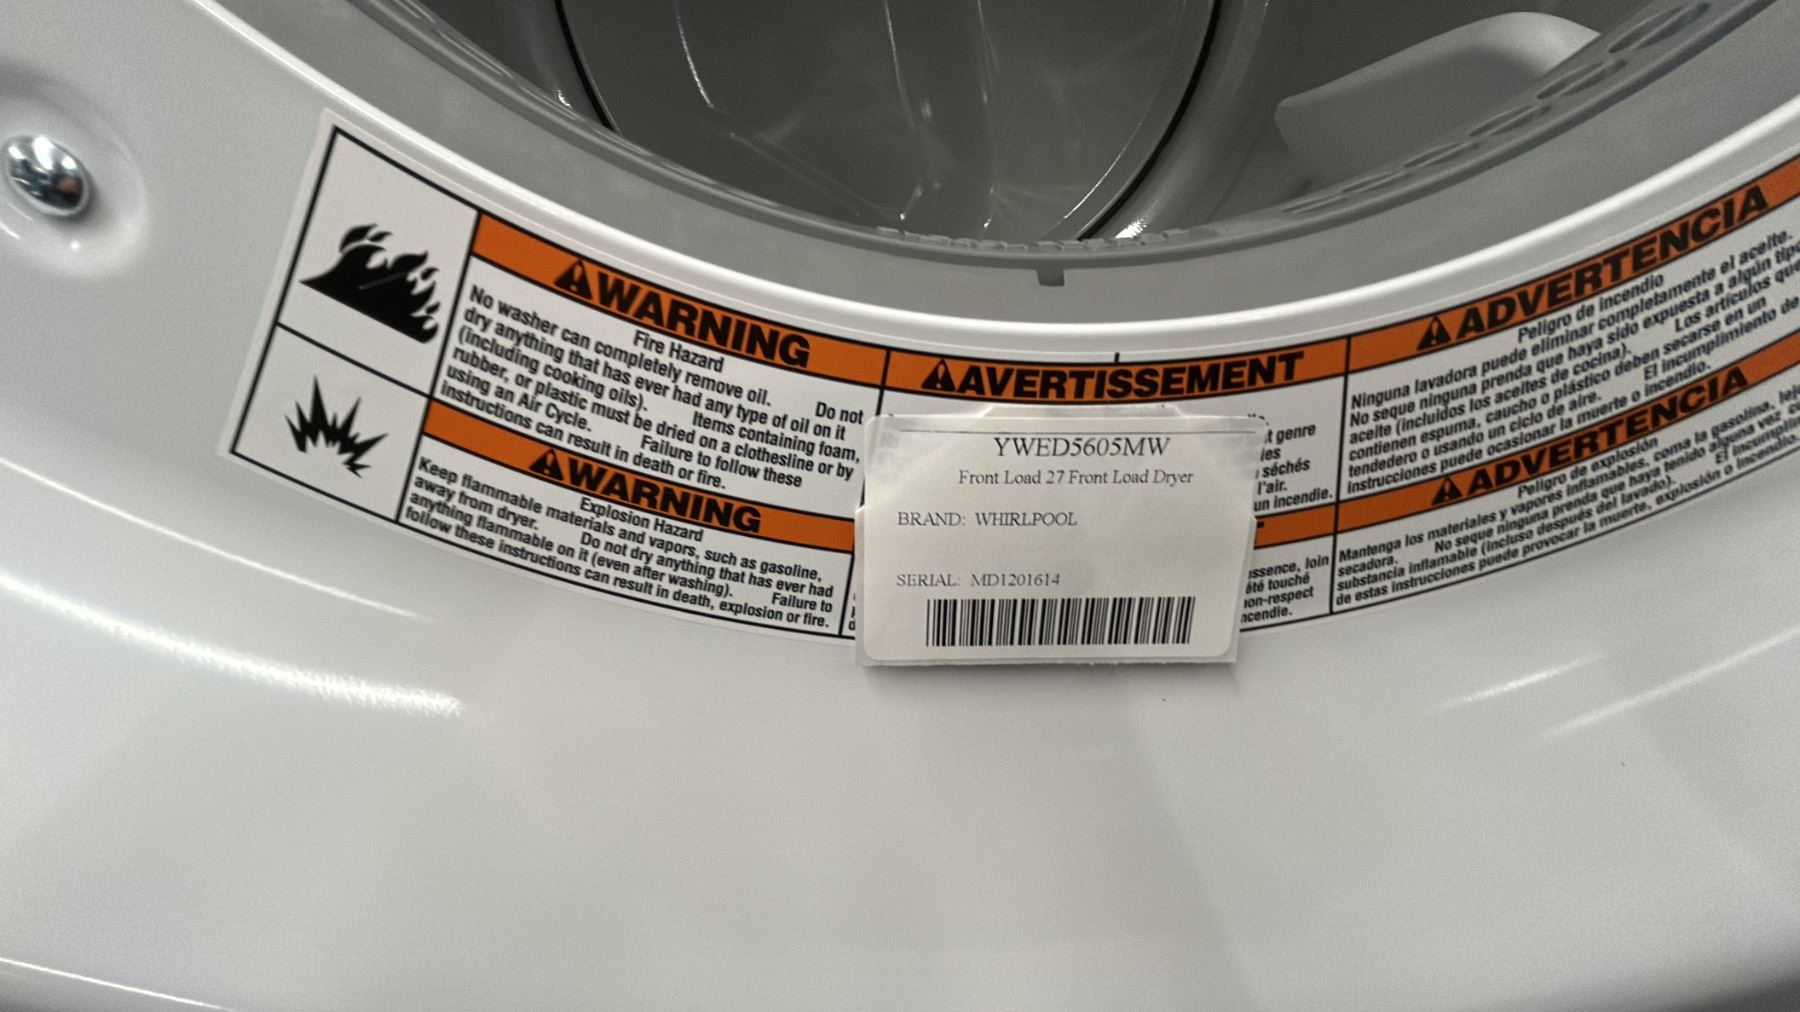 ⚠WARNING
Fire Hazard
No washer can completely remove oil. Do not
dry anything that has ever had any type of oil on it
(including cooking oils). Items containing foam,
rubber, or plastic must be dried on a clothesline or by
using an Air Cycle. Failure to follow these
instructions can result in death or fire.
⚠WARNING
Explosion Hazard
Keep flammable materials and vapors, such as gasoline,
away from dryer. Do not dry anything that has ever had
anything flammable on it (even after washing). Failure to
follow these instructions can result in death, explosion or fire.
⚠AVERTISSEMENT
genre
séchés
l'air.
un incendie.
loin
été touché
non-respect
YWED5605MW
Front Load 27 Front Load Dryer
BRAND: WHIRLPOOL
SERIAL: MD1201614
⚠ADVERTENCIA
Peligro de incendio
Ninguna lavadora puede eliminar completamente el aceite.
No seque ninguna prenda que haya sido expuesta a algún tipo
aceite (incluidos los aceites de cocina). Los artículos que
contienen espuma, caucho o plástico deben secarse en un
tendedero o usando un ciclo de aire. El incumplimiento de
instrucciones puede ocasionar la muerte o incendio.
⚠ADVERTENCIA
Peligro de explosión
Mantenga los materiales y vapores inflamables, como la gasolina,
secadora. No seque ninguna prenda que haya tenido alguna vez
substancia inflamable (incluso después del lavado). El
de estas instrucciones puede provocar la muerte, explosión o incendio.